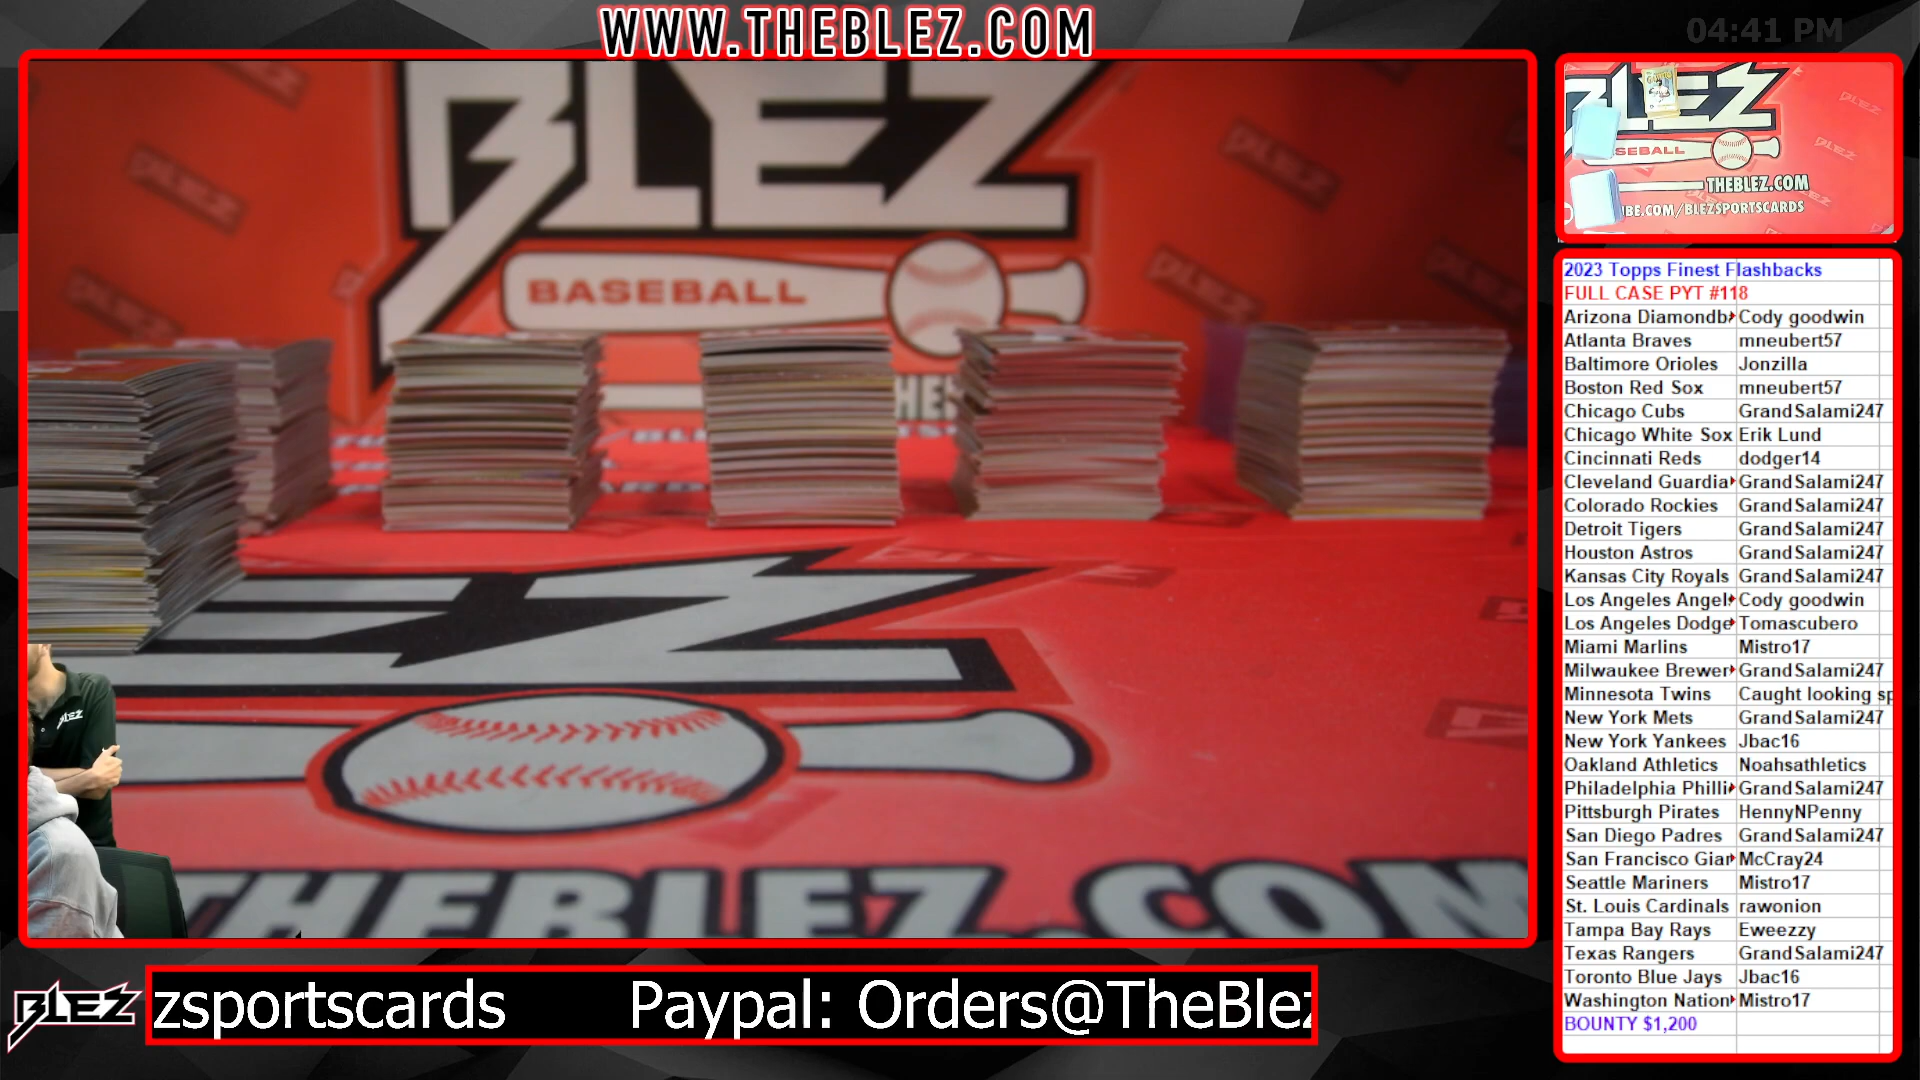 WWW.THEBLEZ.COM
04:41 PM
BLEZ
BASEBALL
THEBLEZ.COM
BLEZ
BLEZ
SEBALL
THEBLEZ.COM
BE.COM/BLEZSPORTSCARDS
2023 Topps Finest Flashbacks
FULL CASE PYT #118
Arizona Diamondb Cody goodwin
Atlanta Braves mneubert57
Baltimore Orioles Jonzilla
Boston Red Sox mneubert57
Chicago Cubs GrandSalami247
Chicago White Sox Erik Lund
Cincinnati Reds dodger14
Cleveland Guardia GrandSalami247
Colorado Rockies GrandSalami247
Detroit Tigers GrandSalami247
Houston Astros GrandSalami247
Kansas City Royals GrandSalami247
Los Angeles Angel Cody goodwin
Los Angeles Dodge Tomascubero
Miami Marlins Mistro17
Milwaukee Brewer GrandSalami247
Minnesota Twins Caught looking sp
New York Mets GrandSalami247
New York Yankees Jbac16
Oakland Athletics Noahsathletics
Philadelphia Philli GrandSalami247
Pittsburgh Pirates HennyNPenny
San Diego Padres GrandSalami247
San Francisco Giar McCray24
Seattle Mariners Mistro17
St. Louis Cardinals rawonion
Tampa Bay Rays Eweezzy
Texas Rangers GrandSalami247
Toronto Blue Jays Jbac16
Washington Nation Mistro17
BOUNTY $1,200
BLEZ
zsportscards Paypal: Orders@TheBlez